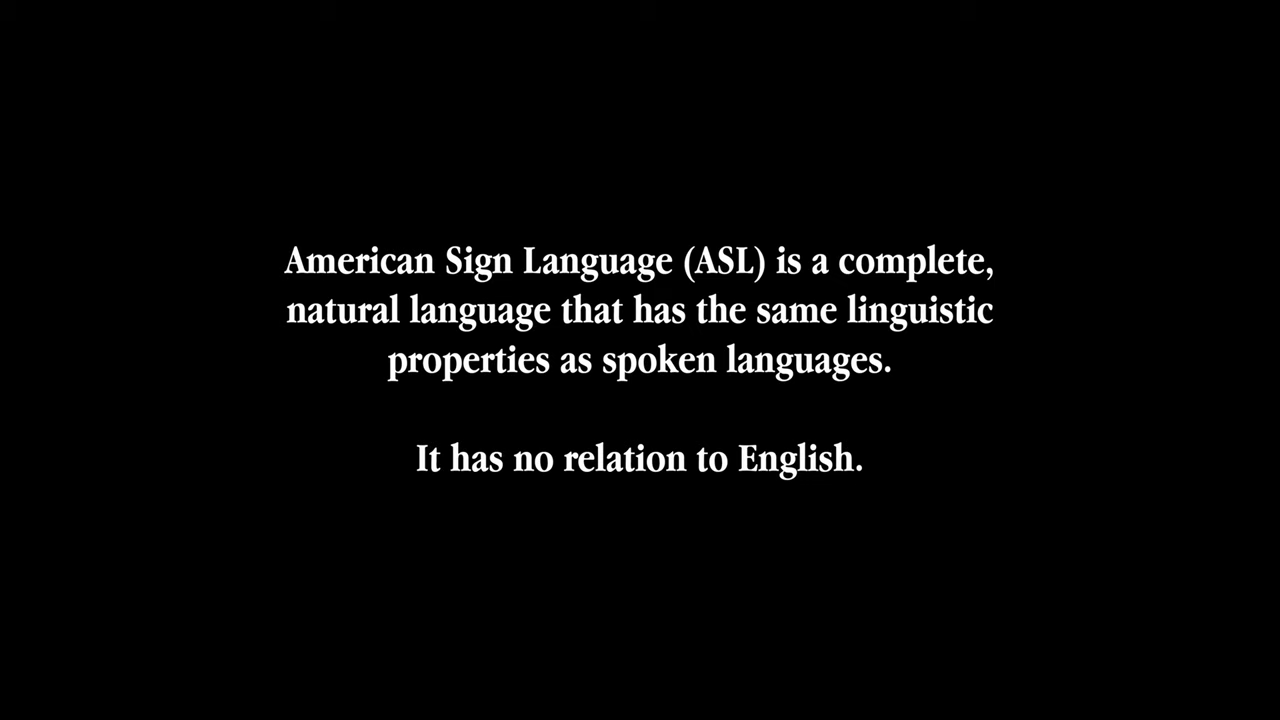 American Sign Language (ASL) is a complete,
natural language that has the same linguistic
properties as spoken languages.
It has no relation to English.